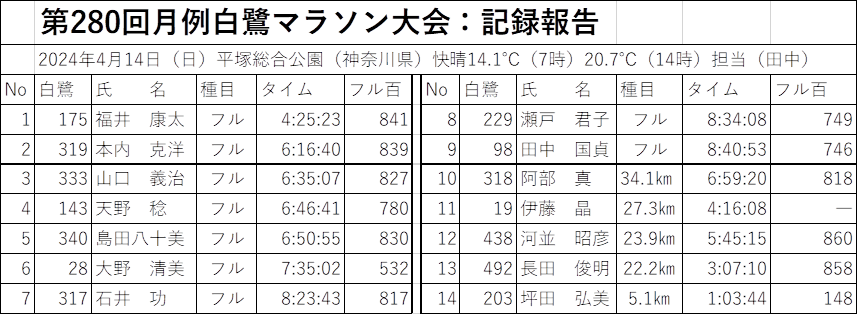 第280回月例白鷺マラソン大会：記録報告
2024年4月14日（日）平塚総合公園（神奈川県）快晴14.1℃（7時）20.7℃（14時）担当（田中）
No 白鷺 氏　名 種目 タイム フル百 No 白鷺 氏　名 種目 タイム フル百
1 175 福井　康太 フル 4:25:23 841 8 229 瀬戸　君子 フル 8:34:08 749
2 319 本内　克洋 フル 6:16:40 839 9 98 田中　国貞 フル 8:40:53 746
3 333 山口　義治 フル 6:35:07 827 10 318 阿部　真 34.1㎞ 6:59:20 818
4 143 天野　稔 フル 6:46:41 780 11 19 伊藤　晶 27.3㎞ 4:16:08 ―
5 340 島田八十美 フル 6:50:55 830 12 438 河並　昭彦 23.9㎞ 5:45:15 860
6 28 大野　清美 フル 7:35:02 532 13 492 長田　俊明 22.2㎞ 3:07:10 858
7 317 石井　功 フル 8:23:43 817 14 203 坪田　弘美 5.1㎞ 1:03:44 148